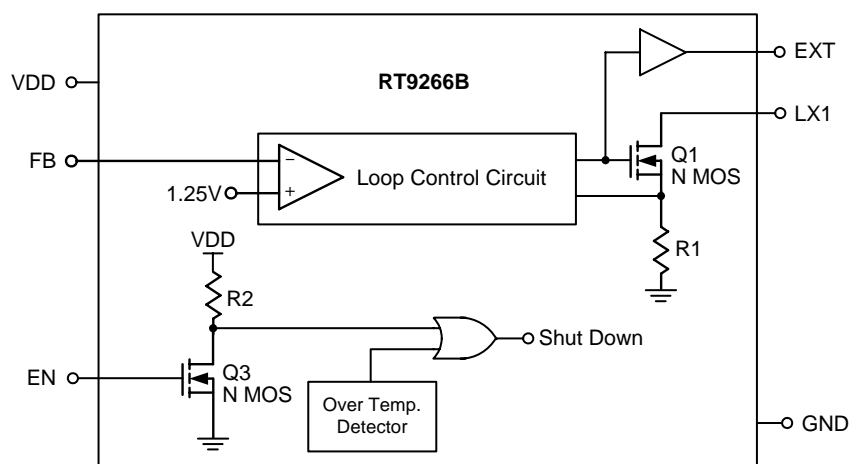 EXT
VDD
RT9266B
LX1
FB
−
+
1.25V
Loop Control Circuit
Q1
N MOS
R1
VDD
R2
Shut Down
EN
Q3
N MOS
Over Temp.
Detector
GND